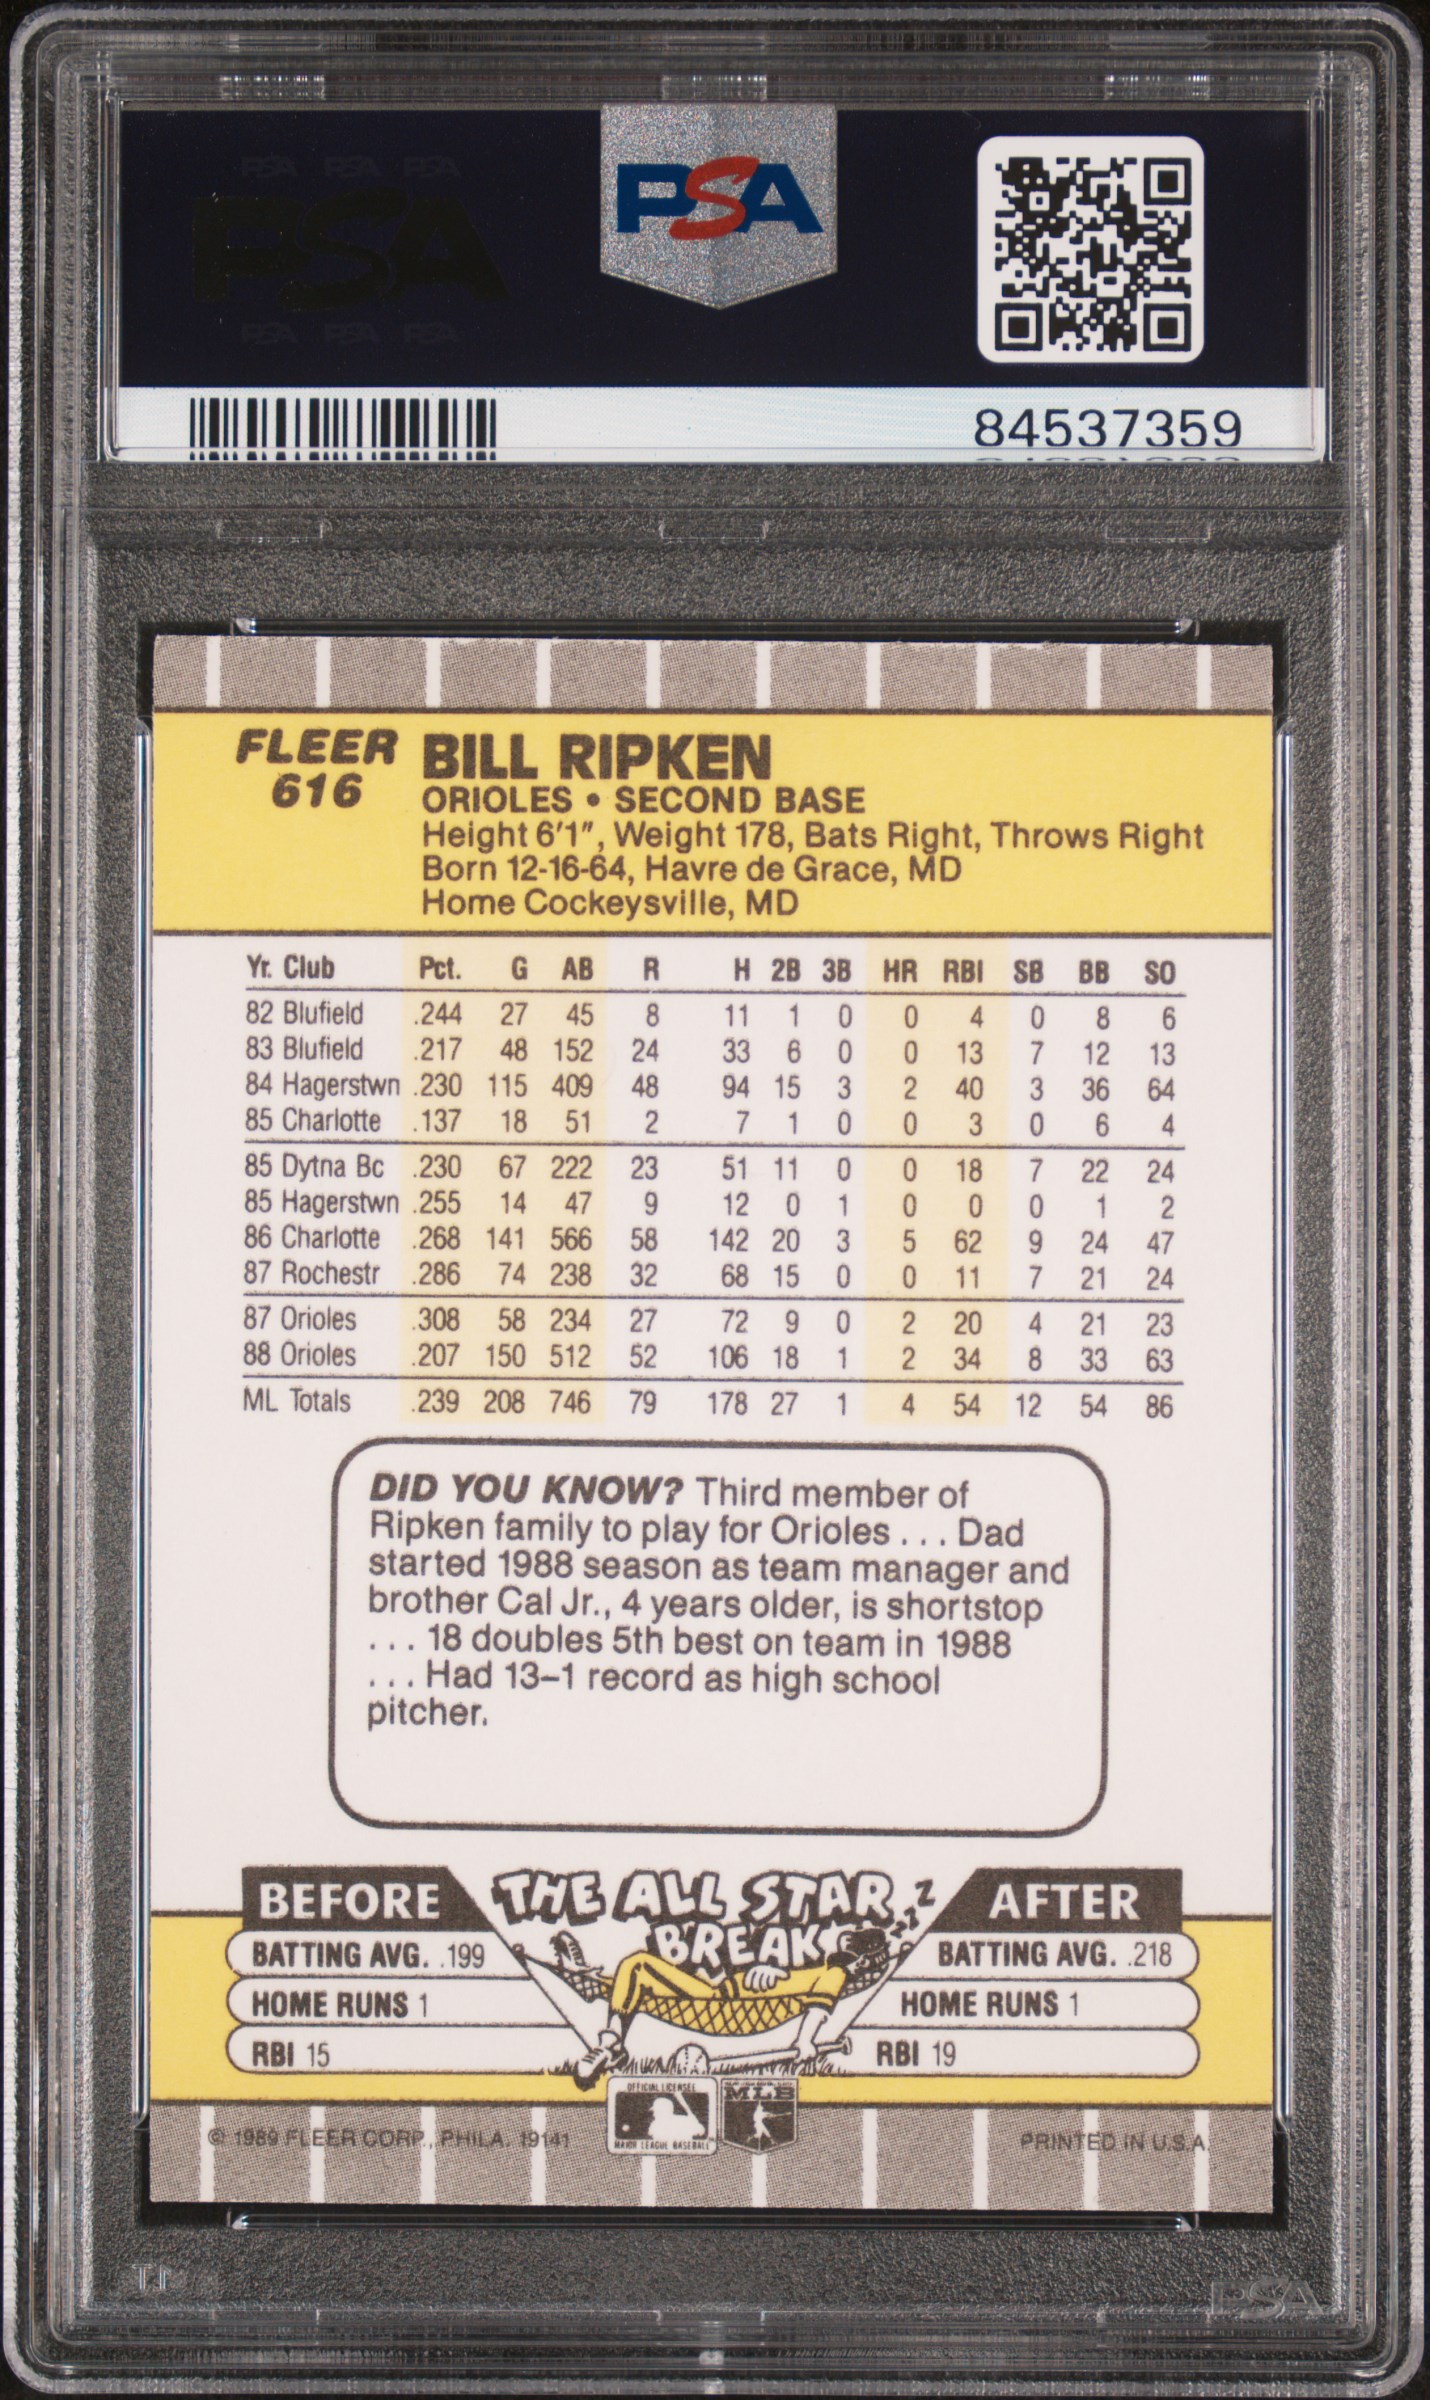 PSA PSA PSA
PSA
PSA PSA PSA
PSA
84537359
FLEER
616
BILL RIPKEN
ORIOLES • SECOND BASE
Height 6'1", Weight 178, Bats Right, Throws Right
Born 12-16-64, Havre de Grace, MD
Home Cockeysville, MD
Yr. Club Pct. G AB R H 2B 3B HR RBI SB BB SO
82 Blufield .244 27 45 8 11 1 0 0 4 0 8 6
83 Blufield .217 48 152 24 33 6 0 0 13 7 12 13
84 Hagerstwn .230 115 409 48 94 15 3 2 40 3 36 64
85 Charlotte .137 18 51 2 7 1 0 0 3 0 6 4
85 Dytna Bc .230 67 222 23 51 11 0 0 18 7 22 24
85 Hagerstwn .255 14 47 9 12 0 1 0 0 0 1 2
86 Charlotte .268 141 566 58 142 20 3 5 62 9 24 47
87 Rochestr .286 74 238 32 68 15 0 0 11 7 21 24
87 Orioles .308 58 234 27 72 9 0 2 20 4 21 23
88 Orioles .207 150 512 52 106 18 1 2 34 8 33 63
ML Totals .239 208 746 79 178 27 1 4 54 12 54 86
DID YOU KNOW? Third member of
Ripken family to play for Orioles . . . Dad
started 1988 season as team manager and
brother Cal Jr., 4 years older, is shortstop
. . . 18 doubles 5th best on team in 1988
. . . Had 13–1 record as high school
pitcher.
BEFORE THE ALL STAR BREAK zzzZ AFTER
BATTING AVG. .199 BATTING AVG. .218
HOME RUNS 1 HOME RUNS 1
RBI 15 RBI 19
OFFICIAL LICENSEE
MAJOR LEAGUE BASEBALL
MLB
© 1989 FLEER CORP., PHILA. 19141 PRINTED IN U.S.A.
PSA